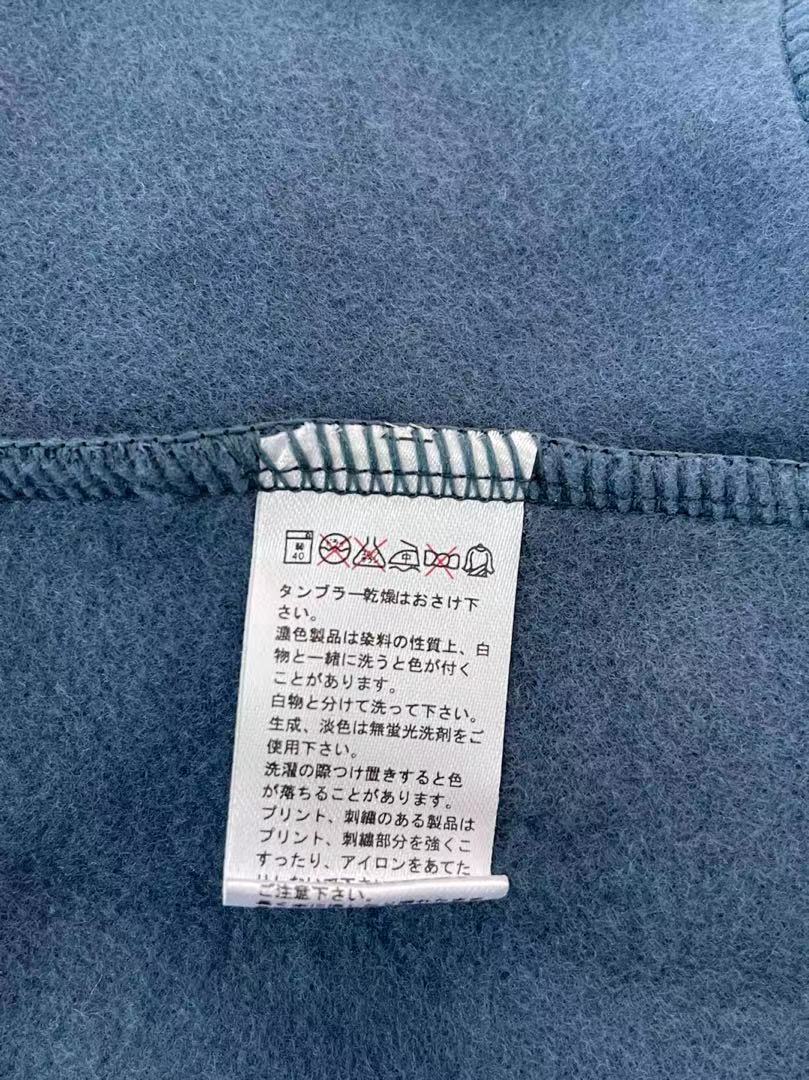 40
中
タンブラー乾燥はおさけ下
さい。
濃色製品は染料の性質上、白
物と一緒に洗うと色が付く
ことがあります。
白物と分けて洗って下さい。
生成、淡色は無蛍光洗剤をご
使用下さい。
洗濯の際つけ置きすると色
が落ちることがあります。
プリント、刺繍のある製品は
プリント、刺繍部分を強くこ
すったり、アイロンをあてた
ご注意下さい。